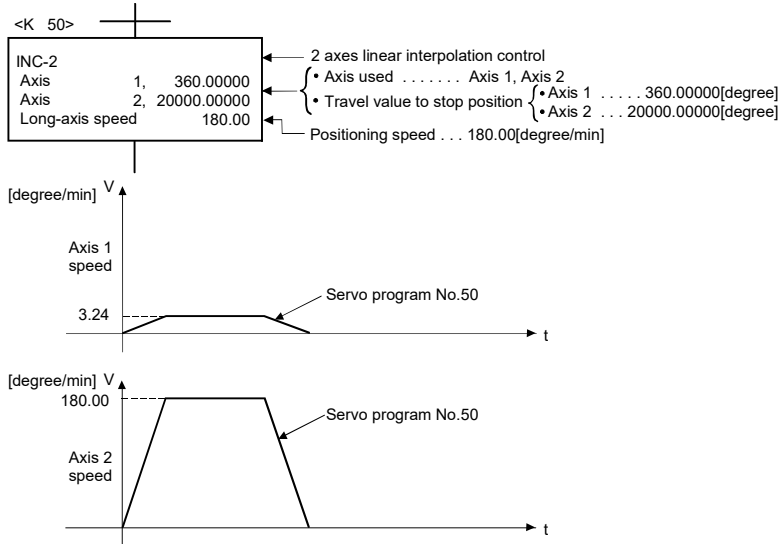 <K 50>
INC-2
Axis 1, 360.00000
Axis 2, 20000.00000
Long-axis speed 180.00
2 axes linear interpolation control
• Axis used . . . . . . . Axis 1, Axis 2
• Travel value to stop position
• Axis 1 . . . . . 360.00000[degree]
• Axis 2 . . . 20000.00000[degree]
Positioning speed . . . 180.00[degree/min]
[degree/min] V
Axis 1
speed
3.24
Servo program No.50
t
[degree/min] V
180.00
Servo program No.50
Axis 2
speed
t